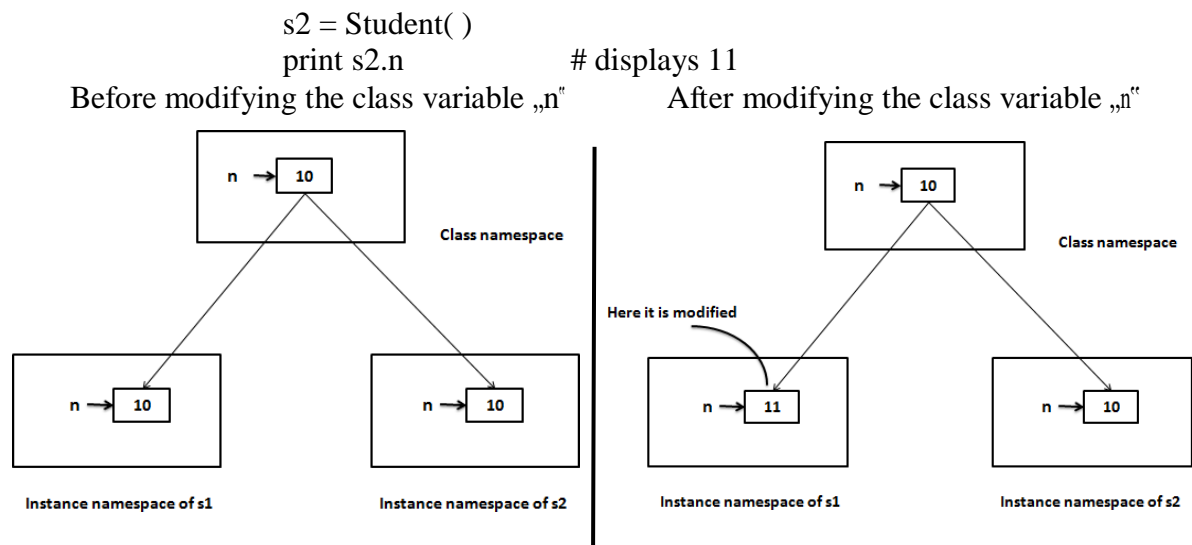 s2 = Student( )
print s2.n # displays 11
Before modifying the class variable „n‟
After modifying the class variable „n‟
n 10
Class namespace
n 10
n 10
Instance namespace of s1
Instance namespace of s2
n 10
Class namespace
Here it is modified
n 11
n 10
Instance namespace of s1
Instance namespace of s2